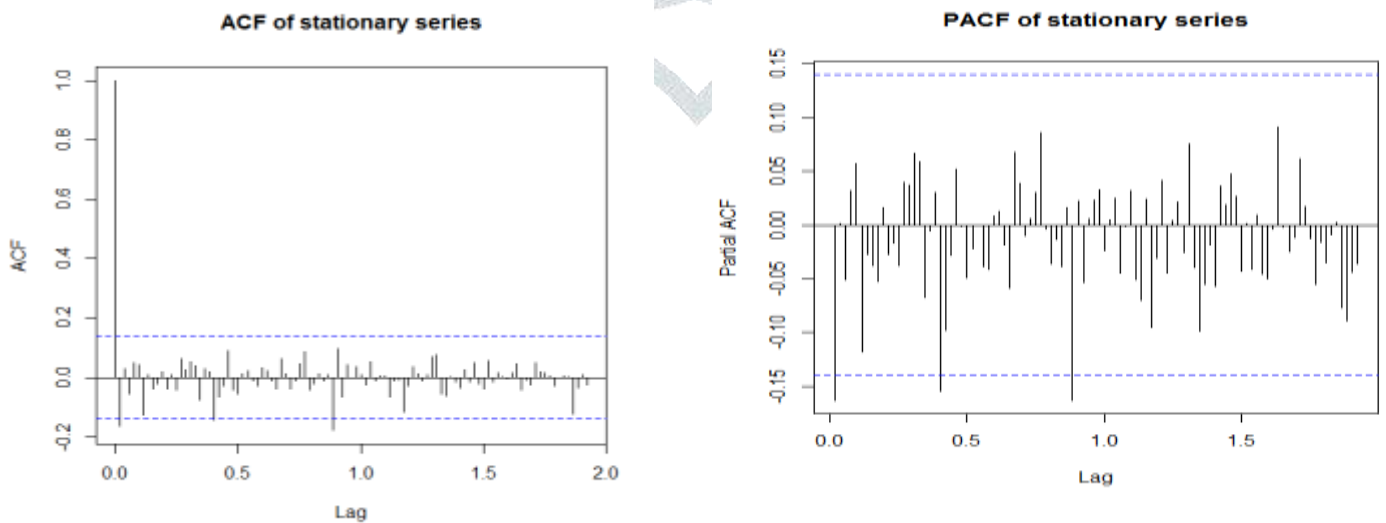 ACF of stationary series
1.0
0.8
0.6
0.4
0.2
0.0
-0.2
ACF
0.0 0.5 1.0 1.5 2.0
Lag
PACF of stationary series
0.15
0.10
0.05
0.00
-0.05
-0.10
-0.15
Partial ACF
0.0 0.5 1.0 1.5
Lag